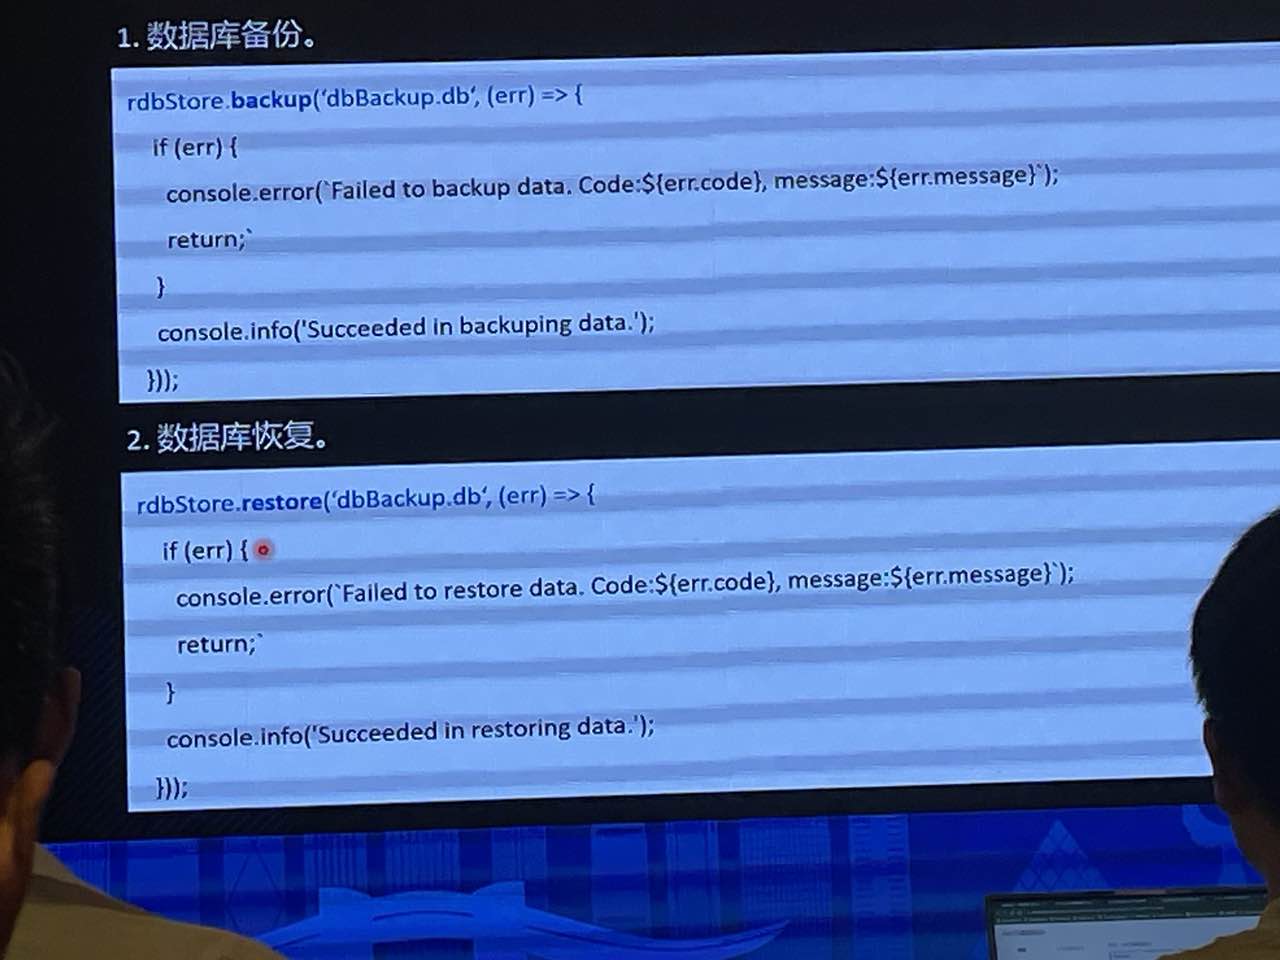 1. 数据库备份。
rdbStore.backup(‘dbBackup.db‘, (err) => {
if (err) {
console.error(`Failed to backup data. Code:${err.code}, message:${err.message}`);
return;`
}
console.info('Succeeded in backuping data.');
}));
2. 数据库恢复。
rdbStore.restore(‘dbBackup.db‘, (err) => {
if (err) {
console.error(`Failed to restore data. Code:${err.code}, message:${err.message}`);
return;`
}
console.info('Succeeded in restoring data.');
}));